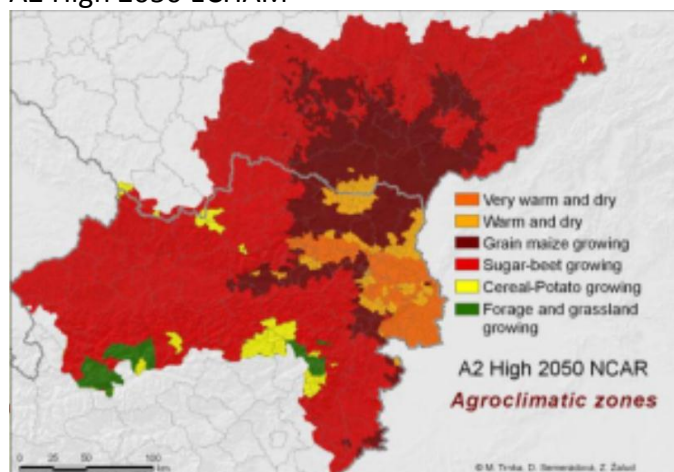 A2 High 2050 ECHAM
Very warm and dry
Warm and dry
Grain maize growing
Sugar-beet growing
Cereal-Potato growing
Forage and grassland
growing
A2 High 2050 NCAR
Agroclimatic zones
0 25 50 100
km
© M. Trnka, D. Semerádová, Z. Žalud